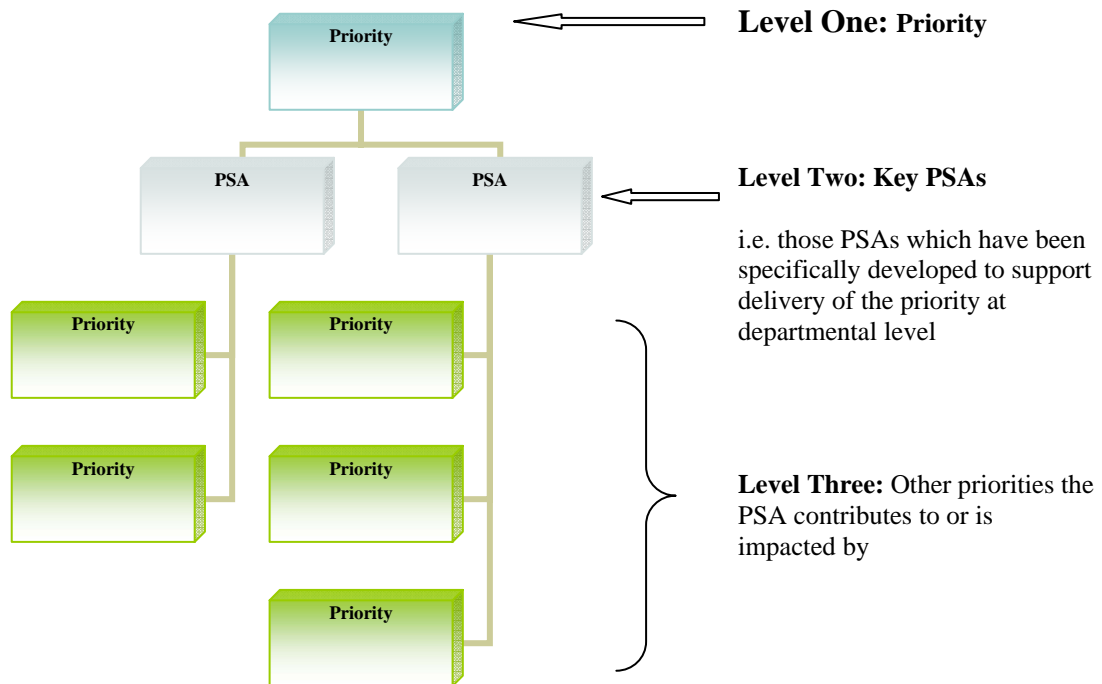 Priority
Level One: Priority
PSA
PSA
Level Two: Key PSAs
i.e. those PSAs which have been
specifically developed to support
delivery of the priority at
departmental level
Priority
Priority
Priority
Priority
Level Three: Other priorities the
PSA contributes to or is
impacted by
Priority